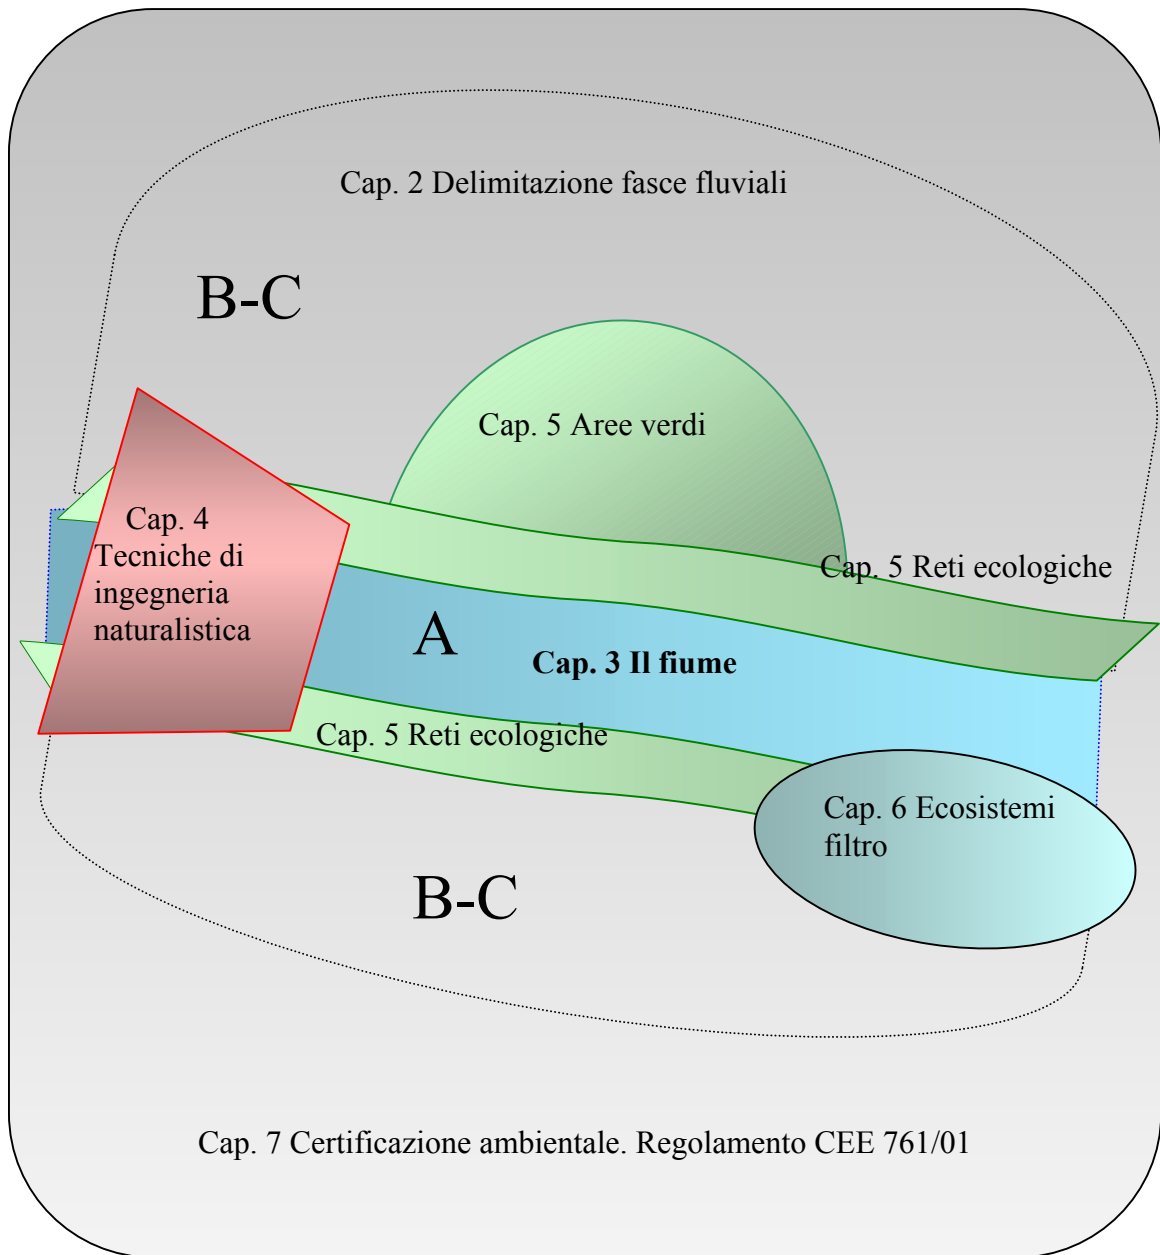 Cap. 2 Delimitazione fasce fluviali
B-C
Cap. 5 Aree verdi
Cap. 4
Tecniche di
ingegneria
naturalistica
Cap. 5 Reti ecologiche
A
Cap. 3 Il fiume
Cap. 5 Reti ecologiche
Cap. 6 Ecosistemi
filtro
B-C
Cap. 7 Certificazione ambientale. Regolamento CEE 761/01